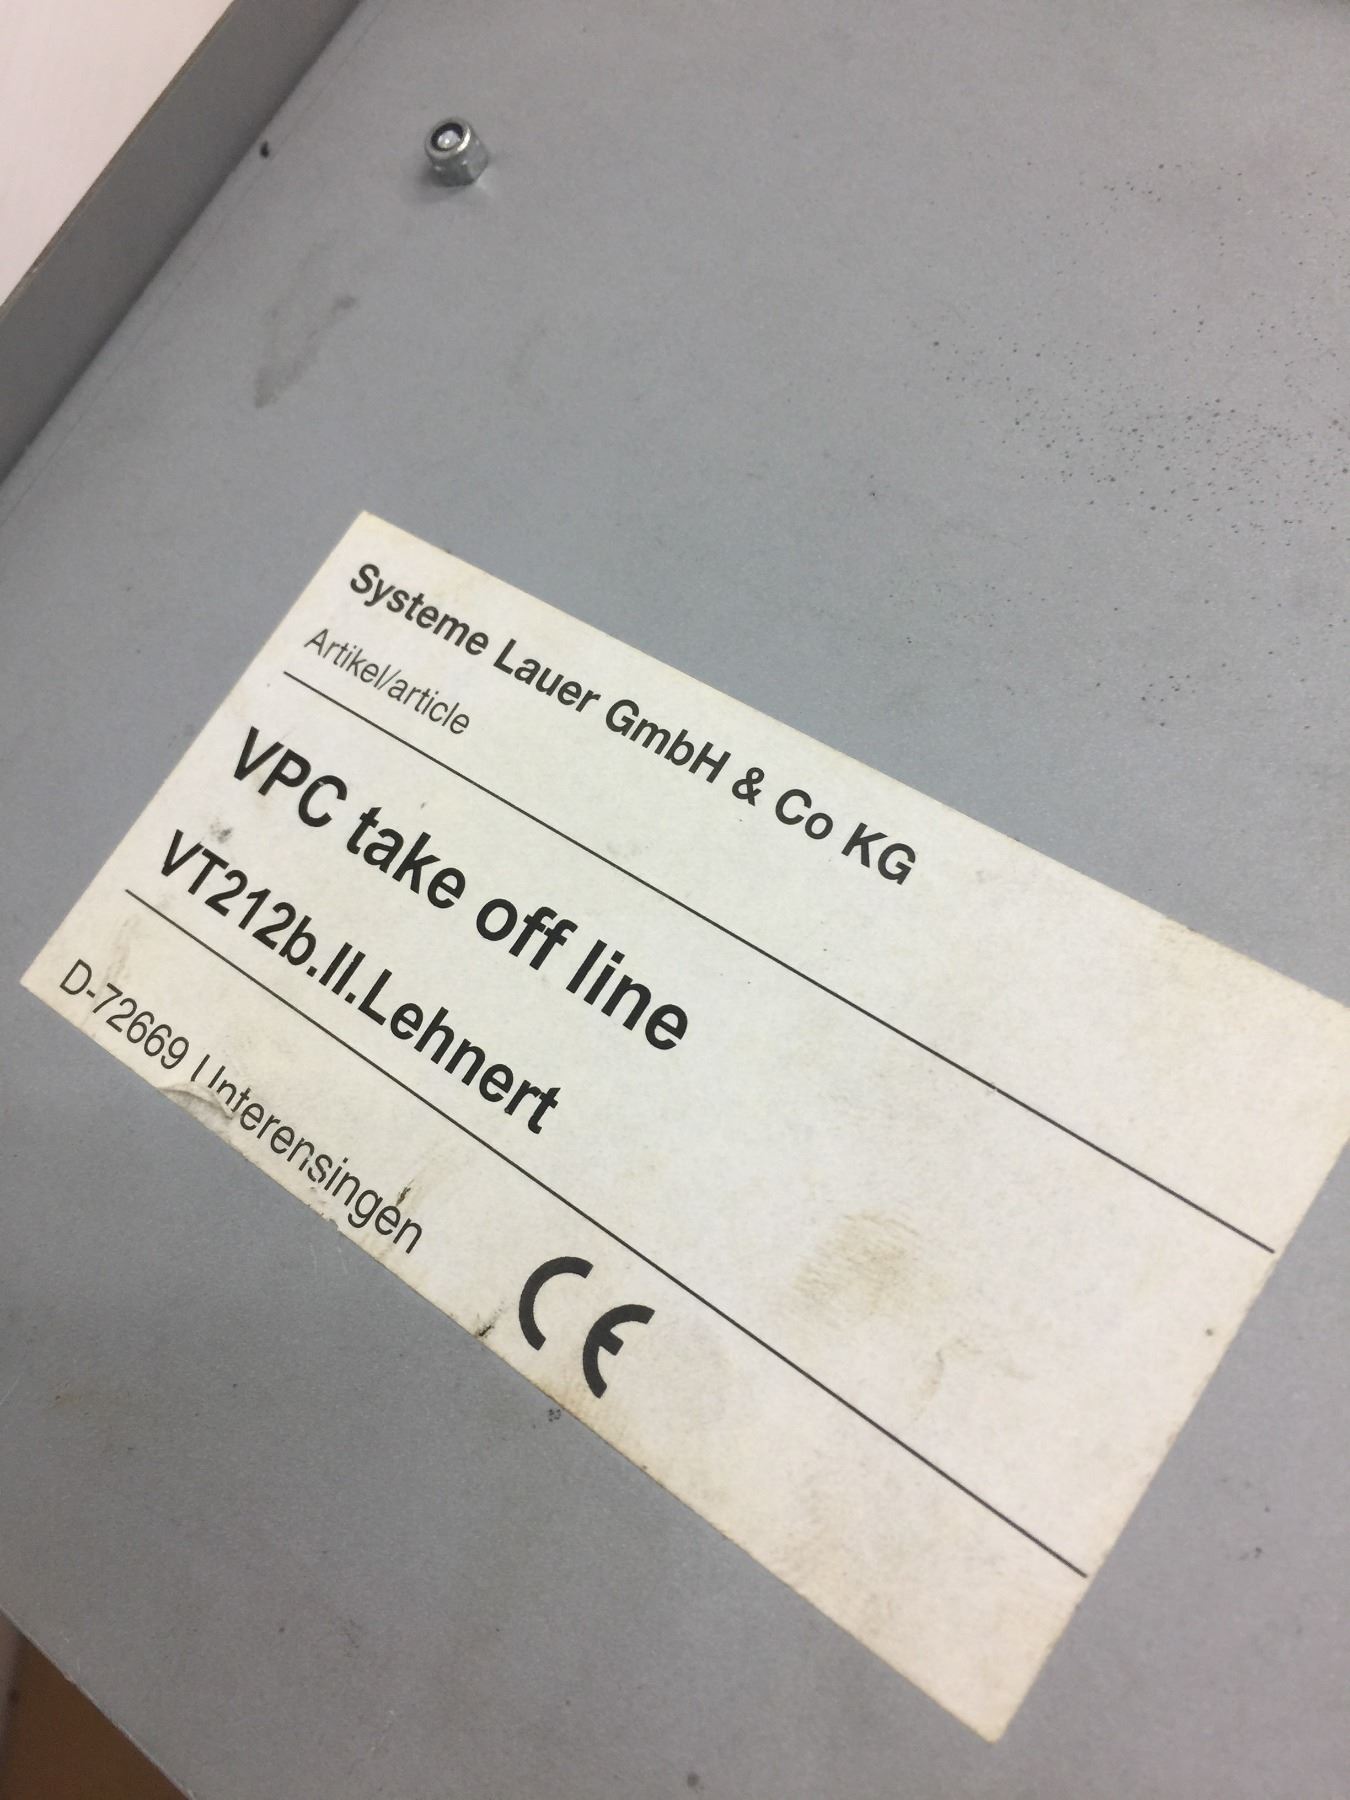 Systeme Lauer GmbH & Co KG
Artikel/article
VPC take off line
VT212b.II.Lehnert
D-72669 Unterensingen
CE